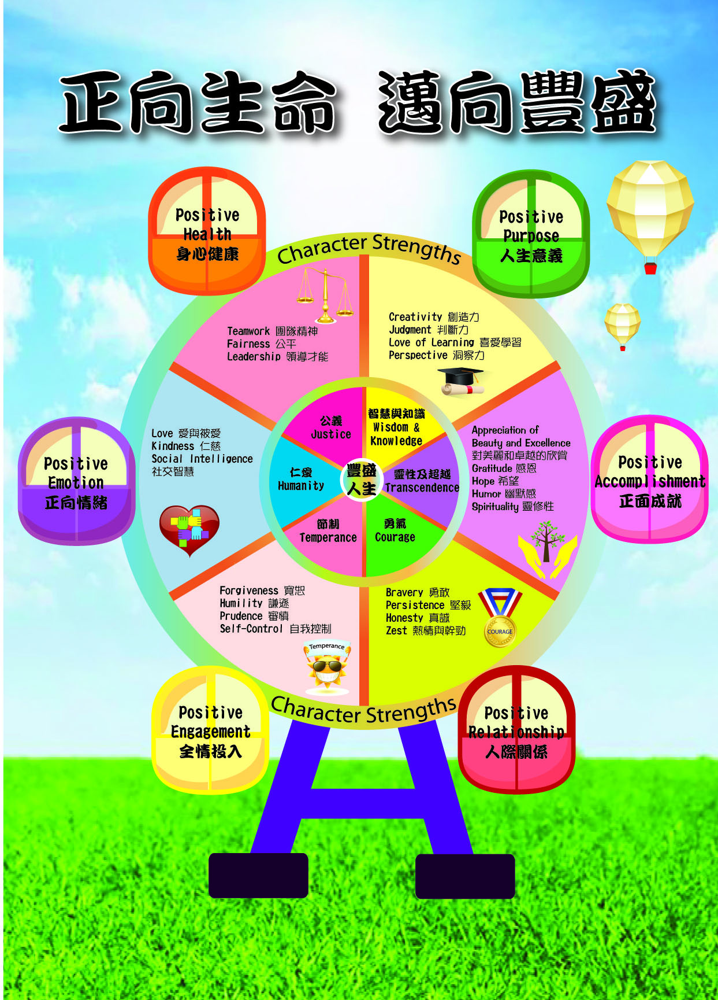 正向生命 邁向豐盛
Positive
Health
身心健康
Positive
Purpose
人生意義
Character Strengths
Teamwork 團隊精神
Fairness 公平
Leadership 領導才能
Creativity 創造力
Judgment 判斷力
Love of Learning 喜愛學習
Perspective 洞察力
公義
Justice
智慧與知識
Wisdom &
Knowledge
Positive
Emotion
正向情緒
Love 愛與被愛
Kindness 仁慈
Social Intelligence
社交智慧
仁愛
Humanity
豐盛
人生
靈性及超越
Transcendence
Appreciation of
Beauty and Excellence
對美麗和卓越的欣賞
Gratitude 感恩
Hope 希望
Humor 幽默感
Spirituality 靈修性
Positive
Accomplishment
正面成就
節制
Temperance
勇氣
Courage
Forgiveness 寬恕
Humility 謙遜
Prudence 審慎
Self-Control 自我控制
Temperance
Bravery 勇敢
Persistence 堅毅
Honesty 真誠
Zest 熱情與幹勁
COURAGE
Character Strengths
Positive
Engagement
全情投入
Positive
Relationship
人際關係